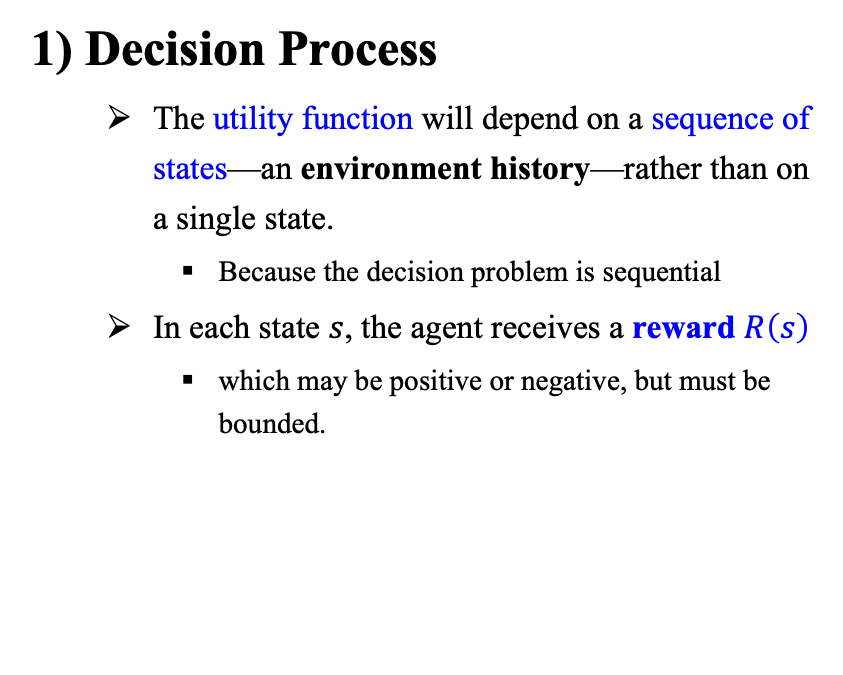 1) Decision Process
➢ The utility function will depend on a sequence of
states—an environment history—rather than on
a single state.
▪ Because the decision problem is sequential
➢ In each state s, the agent receives a reward R(s)
▪ which may be positive or negative, but must be
bounded.